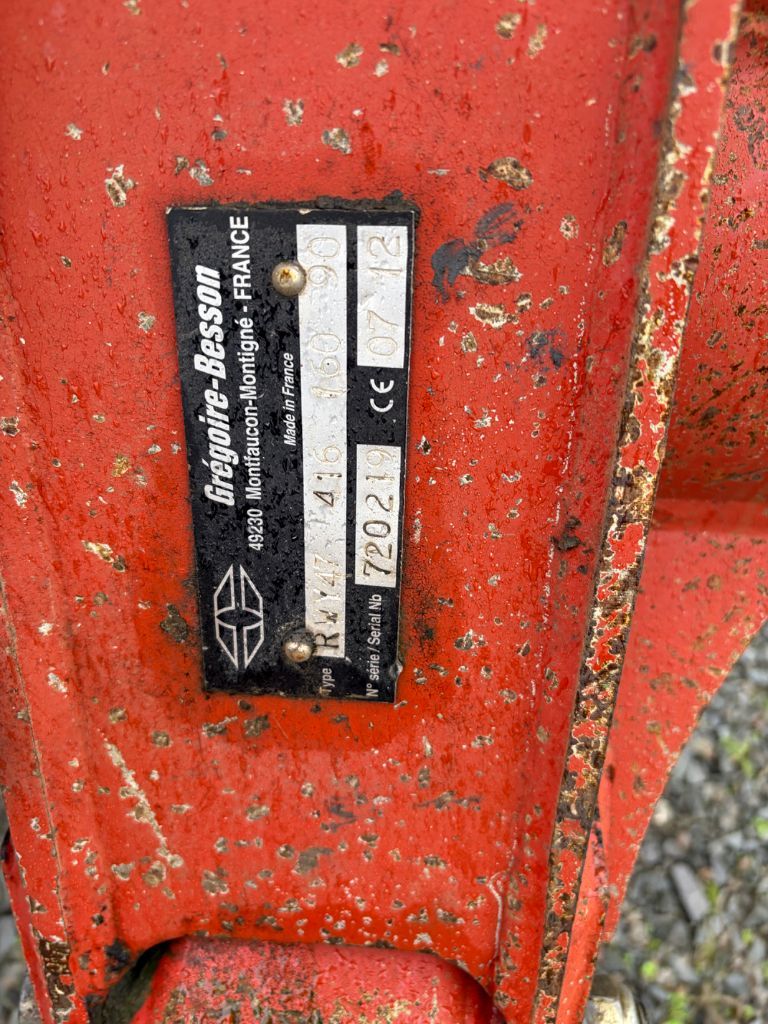 Grégoire-Besson
49230 Montfaucon-Montigné - FRANCE
Made in France
Type RWY47 416 160 90
N° série / Serial Nb 720219 CE 07 12